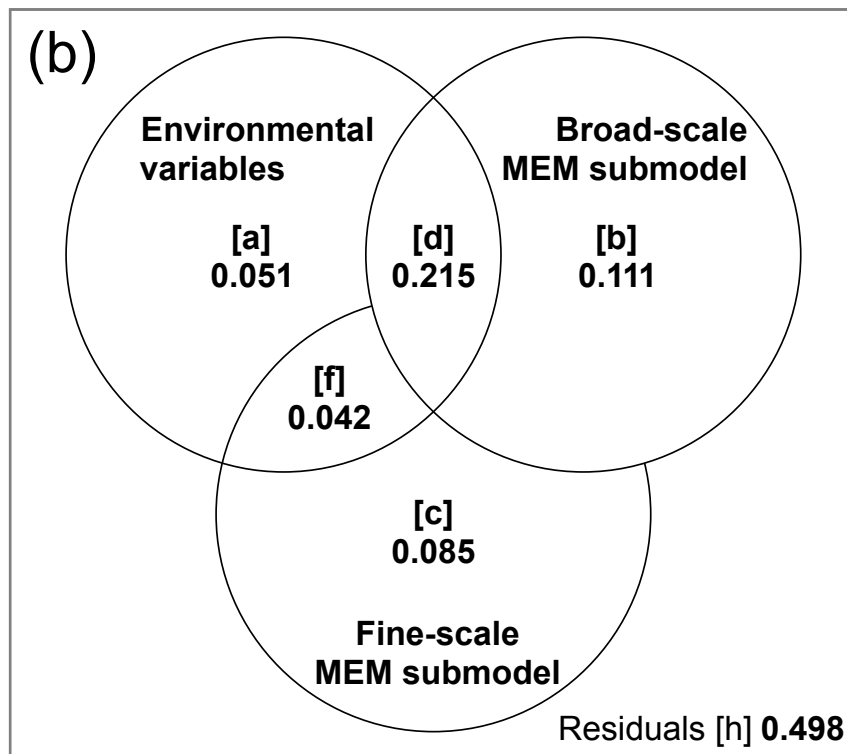 (b)
Environmental
variables
Broad-scale
MEM submodel
[a]
0.051
[d]
0.215
[b]
0.111
[f]
0.042
[c]
0.085
Fine-scale
MEM submodel
Residuals [h] 0.498